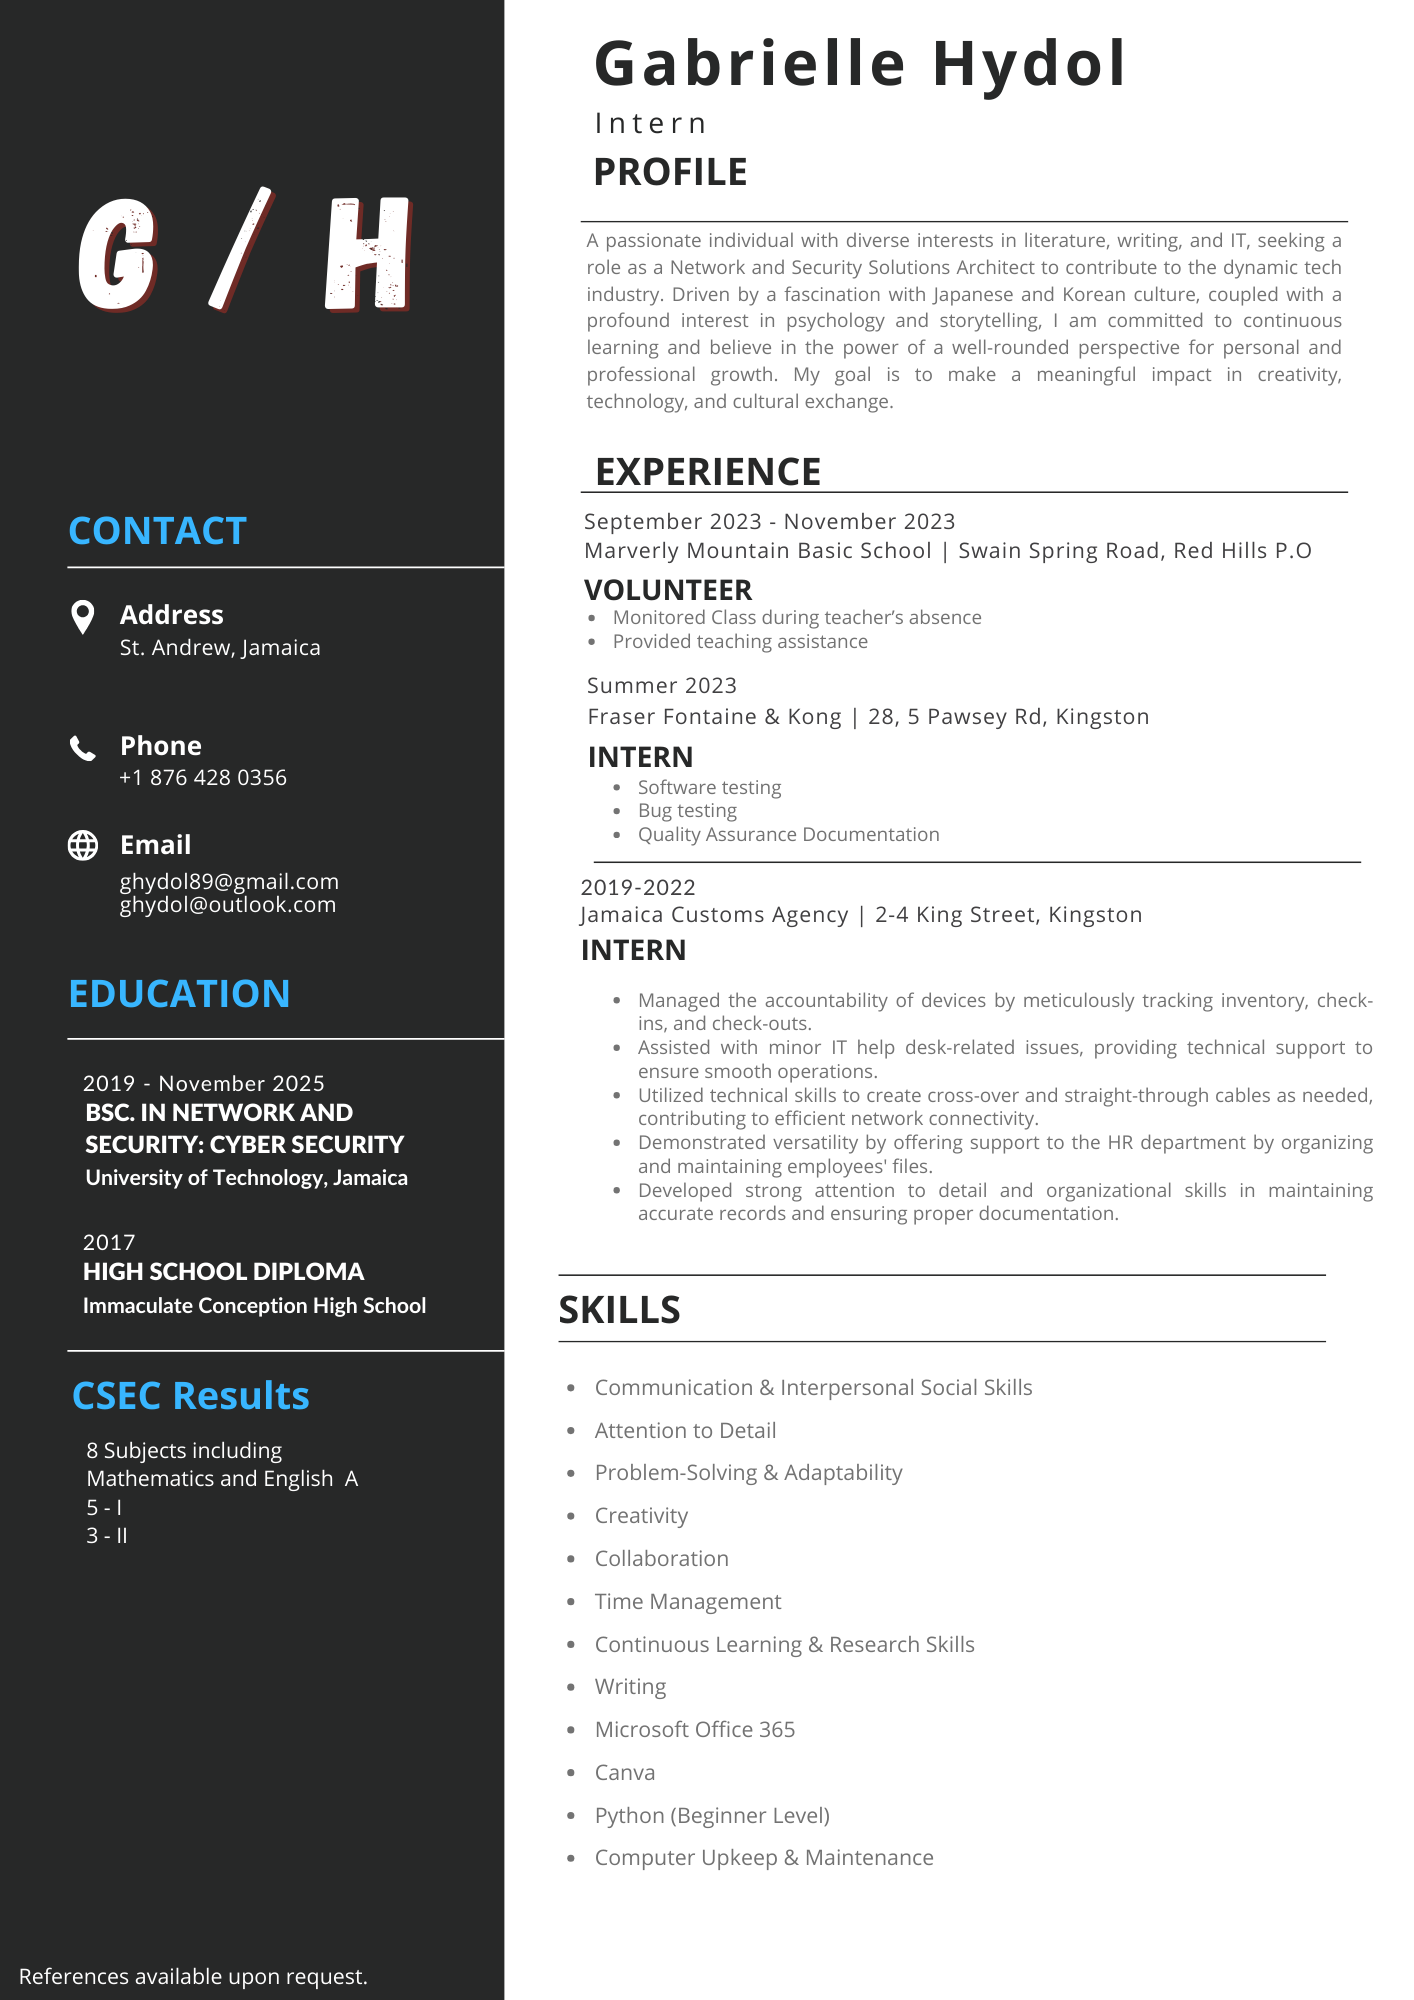 G / H
CONTACT
Address
St. Andrew, Jamaica
Phone
+1 876 428 0356
Email
ghydol89@gmail.com
ghydol@outlook.com
EDUCATION
2019 - November 2025
BSC. IN NETWORK AND
SECURITY: CYBER SECURITY
University of Technology, Jamaica
2017
HIGH SCHOOL DIPLOMA
Immaculate Conception High School
CSEC Results
8 Subjects including
Mathematics and English  A
5 - I
3 - II
References available upon request.
Gabrielle Hydol
Intern
PROFILE
A passionate individual with diverse interests in literature, writing, and IT, seeking a
role as a Network and Security Solutions Architect to contribute to the dynamic tech
industry. Driven by a fascination with Japanese and Korean culture, coupled with a
profound interest in psychology and storytelling, I am committed to continuous
learning and believe in the power of a well-rounded perspective for personal and
professional growth. My goal is to make a meaningful impact in creativity,
technology, and cultural exchange.
EXPERIENCE
September 2023 - November 2023
Marverly Mountain Basic School | Swain Spring Road, Red Hills P.O
VOLUNTEER
• Monitored Class during teacher’s absence
• Provided teaching assistance
Summer 2023
Fraser Fontaine & Kong | 28, 5 Pawsey Rd, Kingston
INTERN
• Software testing
• Bug testing
• Quality Assurance Documentation
2019-2022
Jamaica Customs Agency | 2-4 King Street, Kingston
INTERN
• Managed the accountability of devices by meticulously tracking inventory, check-
ins, and check-outs.
• Assisted with minor IT help desk-related issues, providing technical support to
ensure smooth operations.
• Utilized technical skills to create cross-over and straight-through cables as needed,
contributing to efficient network connectivity.
• Demonstrated versatility by offering support to the HR department by organizing
and maintaining employees' files.
• Developed strong attention to detail and organizational skills in maintaining
accurate records and ensuring proper documentation.
SKILLS
• Communication & Interpersonal Social Skills
• Attention to Detail
• Problem-Solving & Adaptability
• Creativity
• Collaboration
• Time Management
• Continuous Learning & Research Skills
• Writing
• Microsoft Office 365
• Canva
• Python (Beginner Level)
• Computer Upkeep & Maintenance